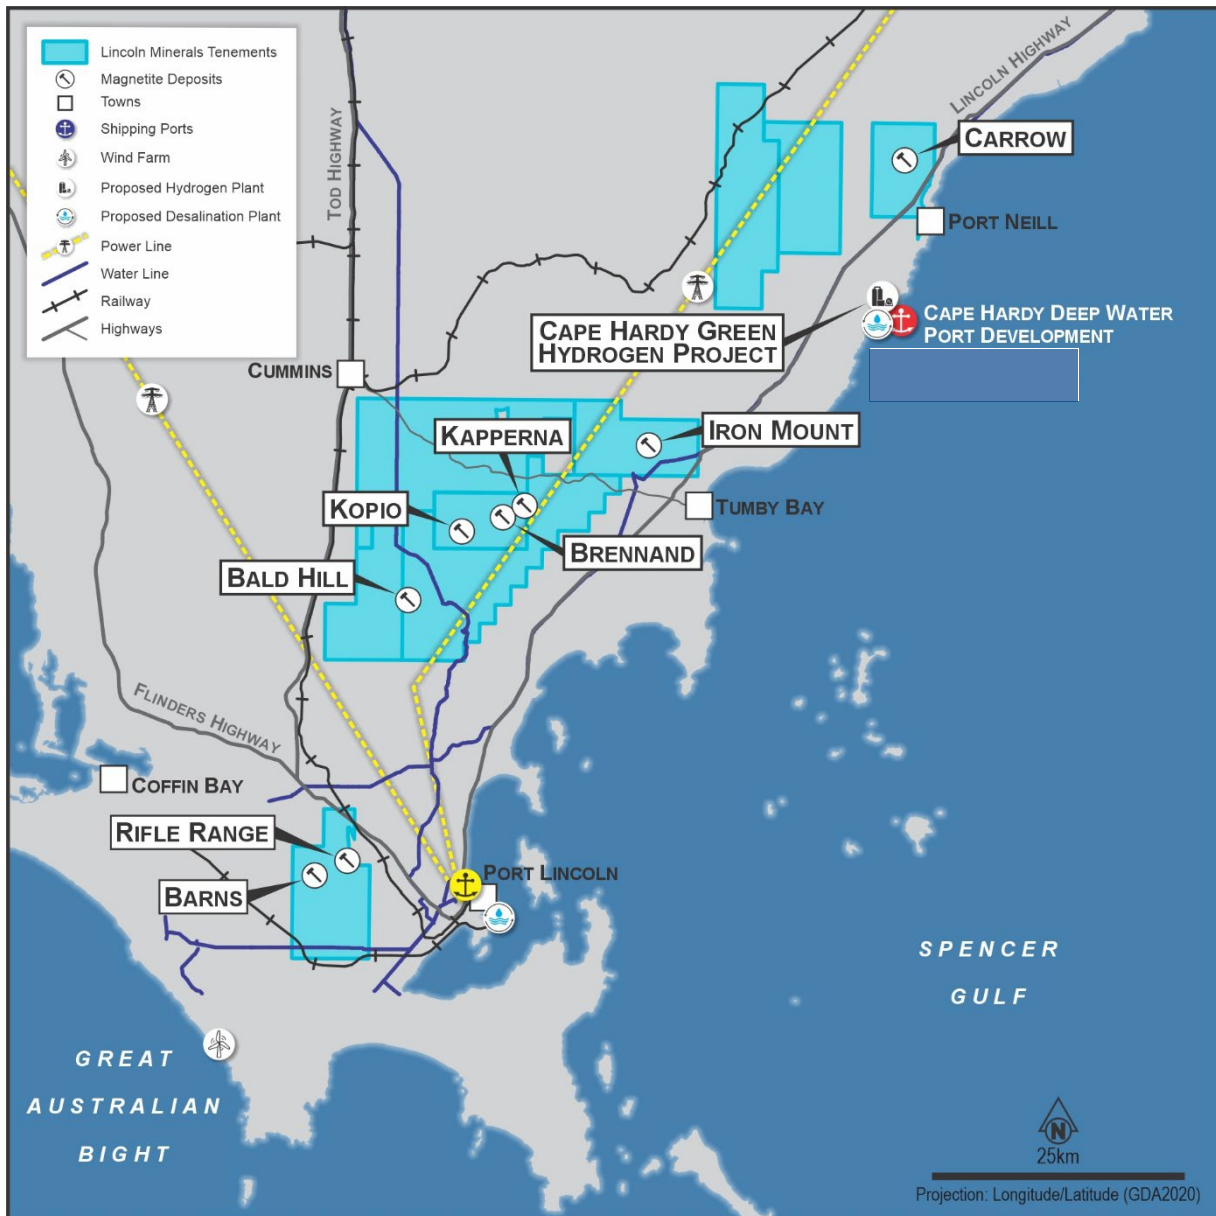 Lincoln Minerals Tenements
Magnetite Deposits
Towns
Shipping Ports
Wind Farm
Proposed Hydrogen Plant
Proposed Desalination Plant
Power Line
Water Line
Railway
Highways
TOD HIGHWAY
LINCOLN HIGHWAY
CARROW
PORT NEILL
CAPE HARDY GREEN
HYDROGEN PROJECT
CAPE HARDY DEEP WATER
PORT DEVELOPMENT
CUMMINS
KAPPERNA
IRON MOUNT
KOPIO
TUMBY BAY
BRENNAND
BALD HILL
FLINDERS HIGHWAY
COFFIN BAY
RIFLE RANGE
PORT LINCOLN
BARNS
SPENCER
GULF
GREAT
AUSTRALIAN
BIGHT
N
25km
Projection: Longitude/Latitude (GDA2020)